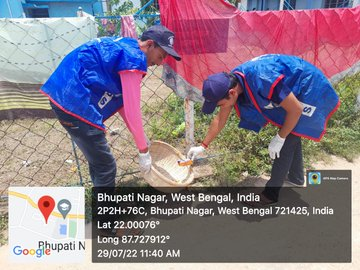 GPS Map Camera
Bhupati Nagar, West Bengal, India
2P2H+76C, Bhupati Nagar, West Bengal 721425, India
Lat 22.00076°
Long 87.727912°
29/07/22 11:40 AM
Bhupati N
Google